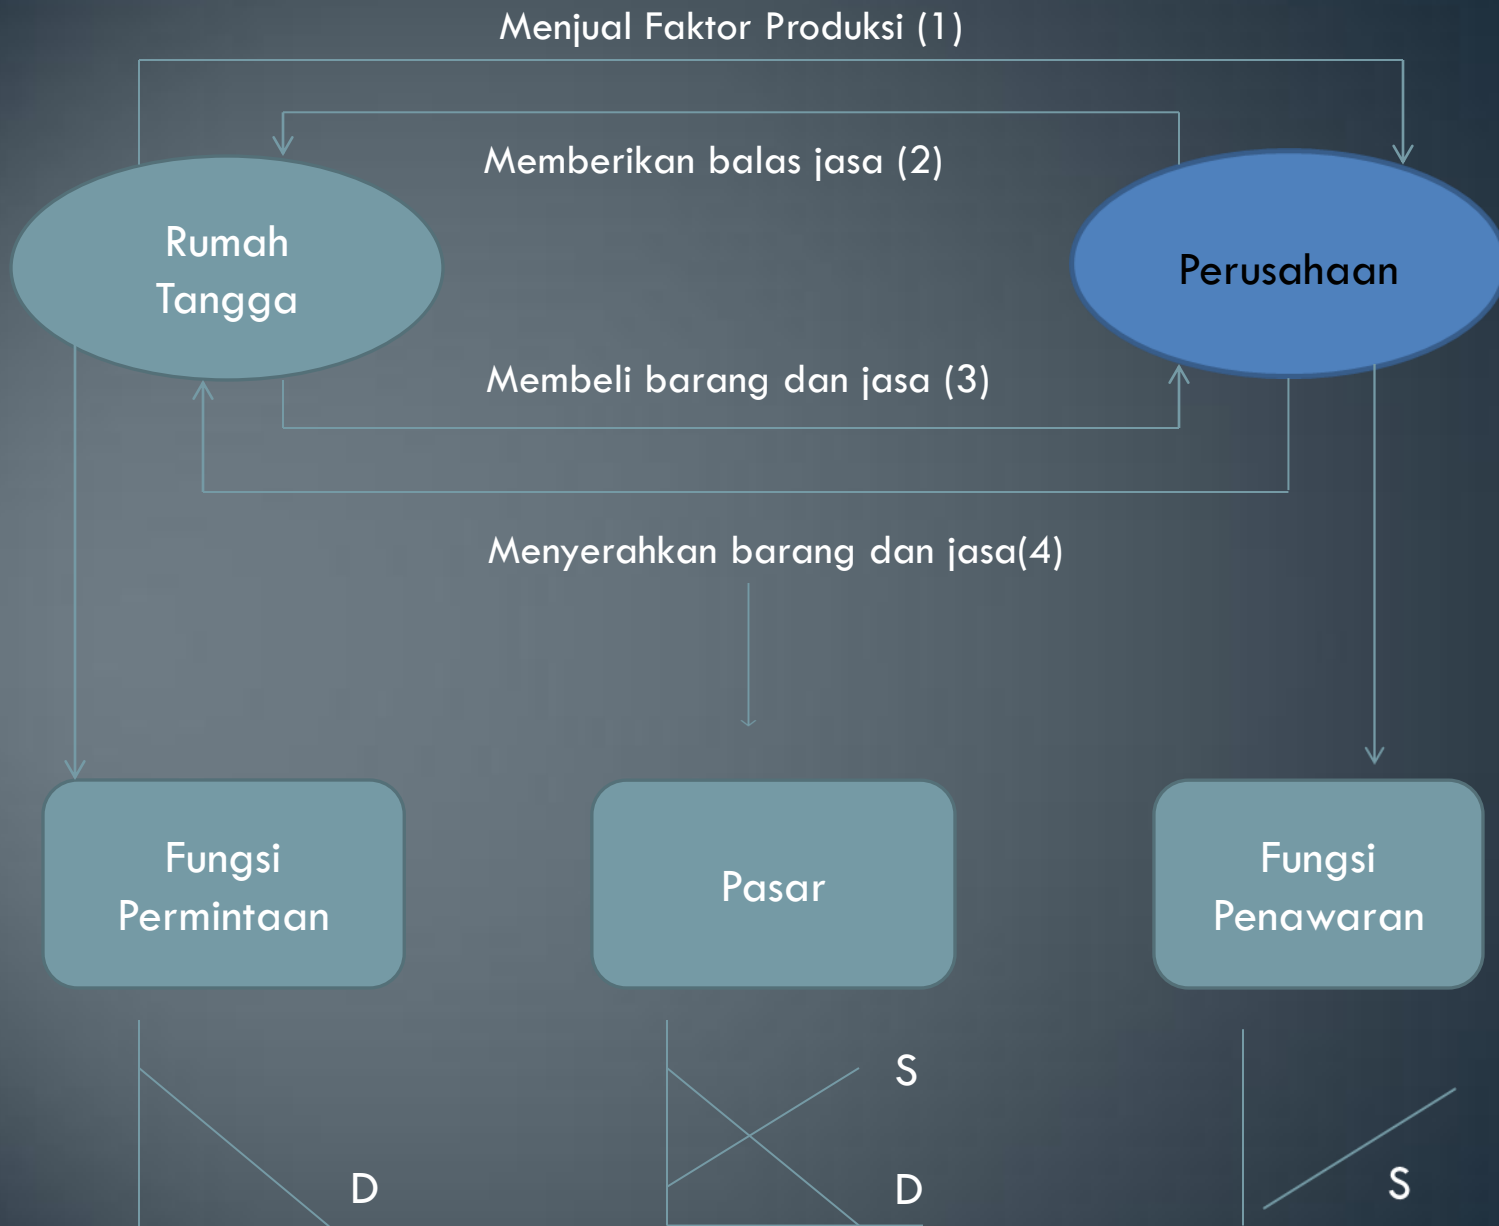 Menjual Faktor Produksi (1)
Memberikan balas jasa (2)
Rumah
Tangga
Perusahaan
Membeli barang dan jasa (3)
Menyerahkan barang dan jasa(4)
Fungsi
Permintaan
Pasar
Fungsi
Penawaran
S
D
D
S